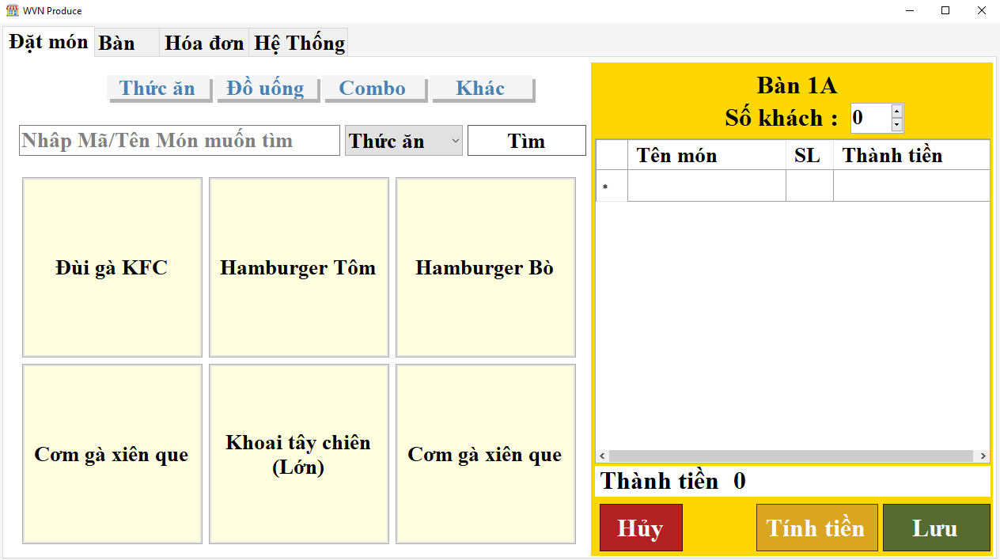 WVN Produce
Đặt món Bàn Hóa đơn Hệ Thống
Thức ăn Đồ uống Combo Khác
Nhâp Mã/Tên Món muốn tìm Thức ăn Tìm
Đùi gà KFC Hamburger Tôm Hamburger Bò
Cơm gà xiên que Khoai tây chiên
(Lớn) Cơm gà xiên que
Bàn 1A
Số khách : 0
Tên món SL Thành tiền
*
Thành tiền 0
Hủy Tính tiền Lưu